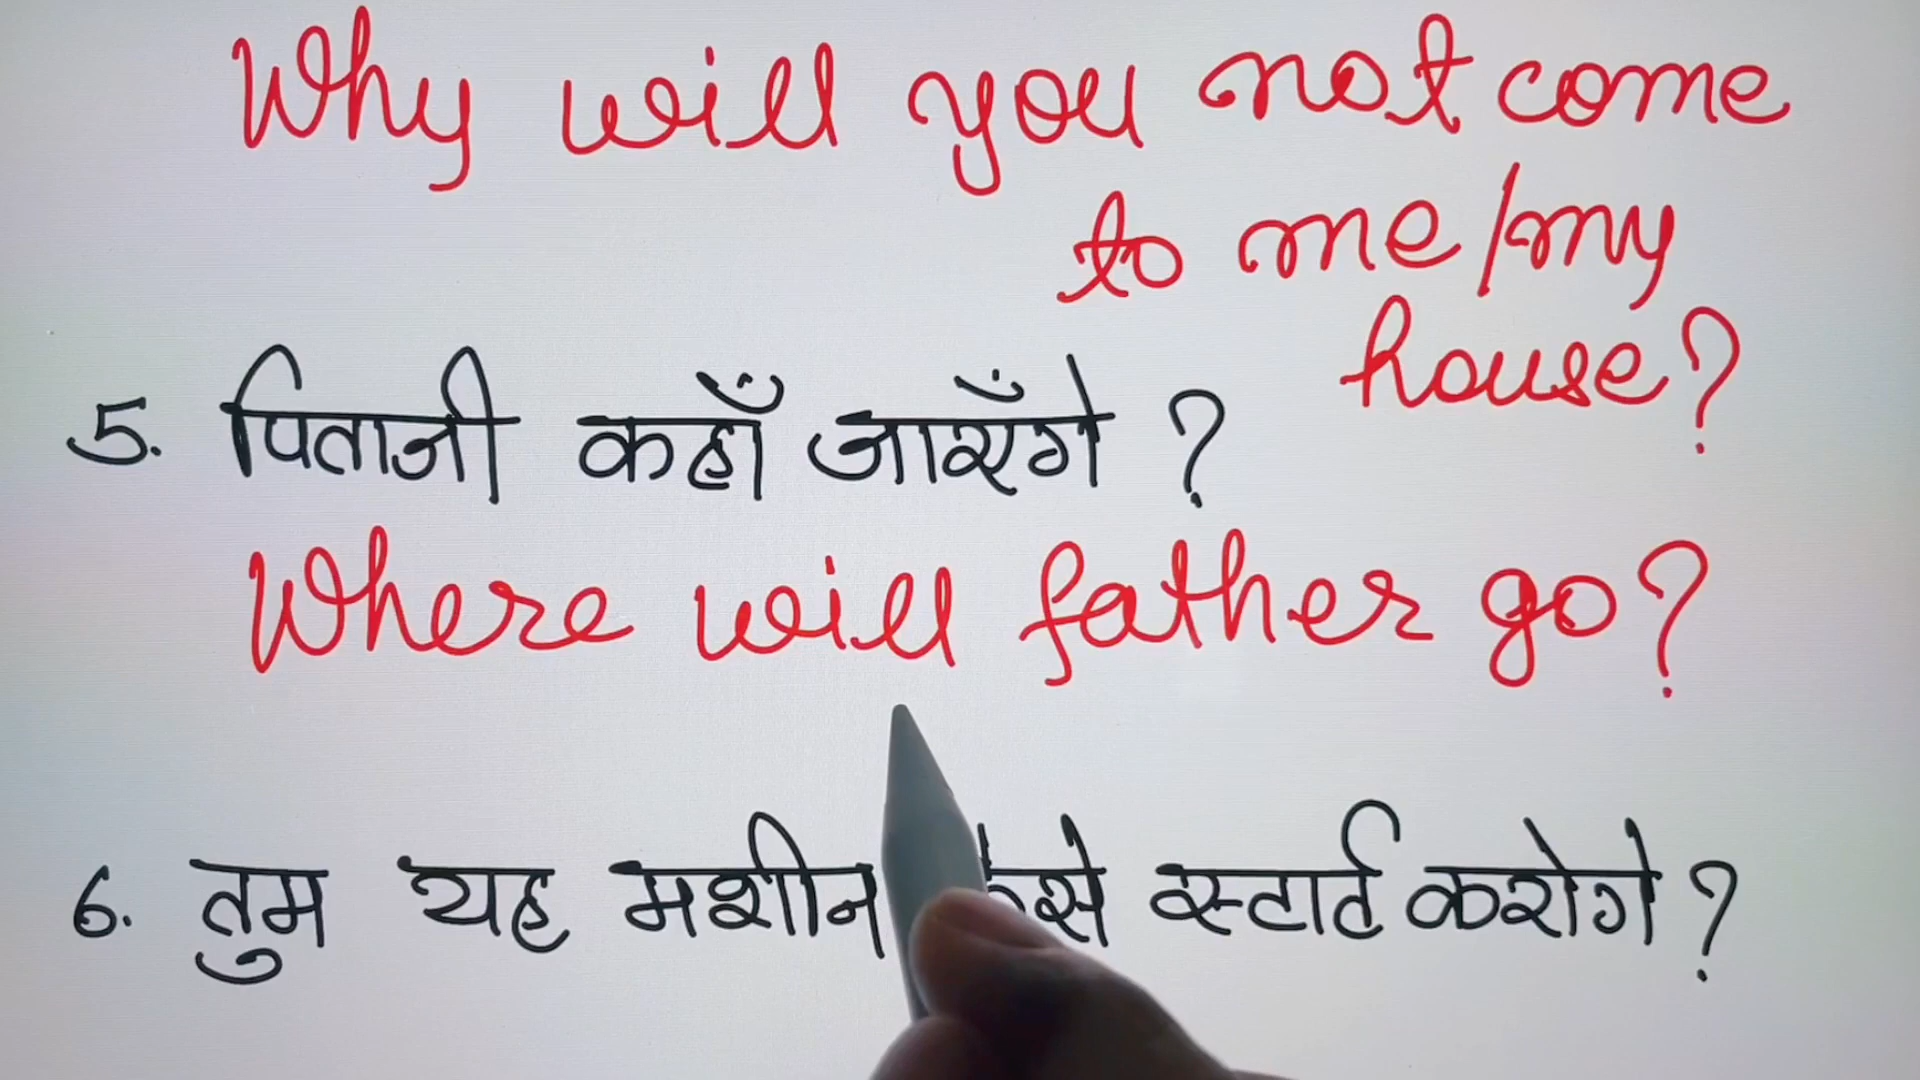 Why will you not come
to me/my
house?
5. पिताजी कहाँ जाएँगे ?
Where will father go?
6. तुम यह मशीन से स्टार्ट करोगे ?